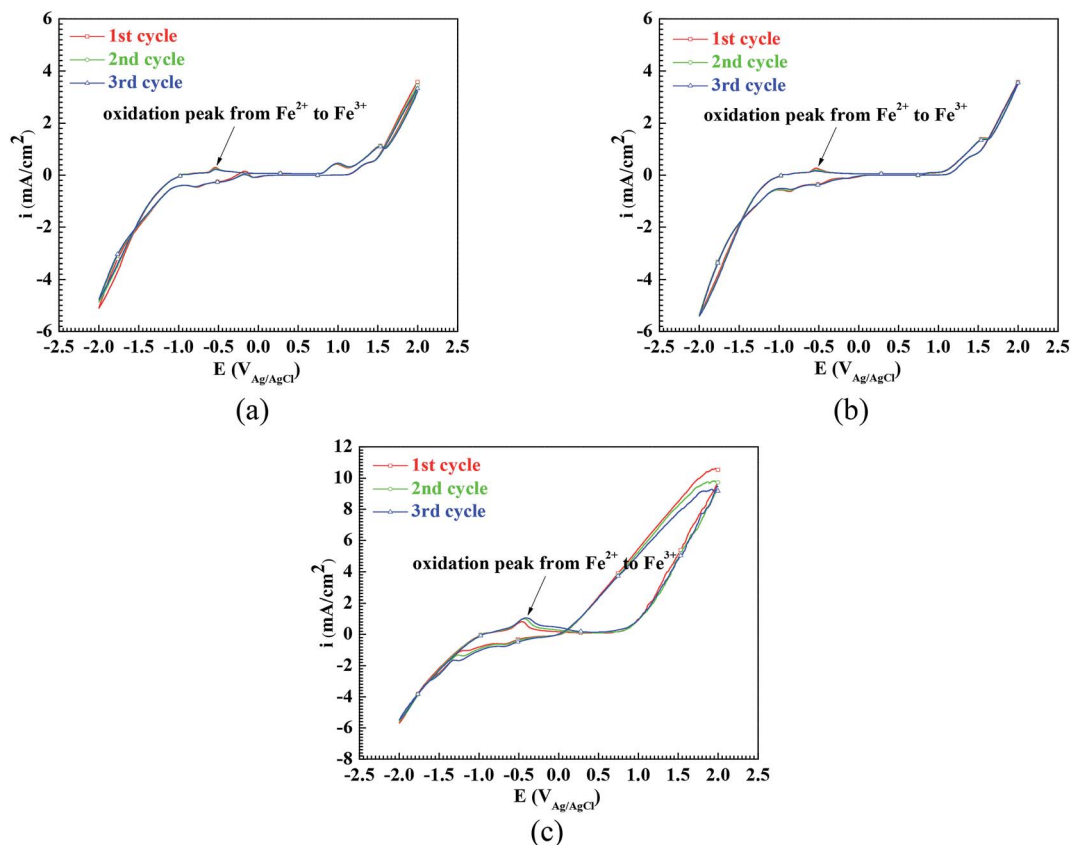 6
4
2
0
-2
-4
-6
i (mA/cm²)
1st cycle
2nd cycle
3rd cycle
oxidation peak from Fe²⁺ to Fe³⁺
-2.5 -2.0 -1.5 -1.0 -0.5 0.0 0.5 1.0 1.5 2.0 2.5
E (V_Ag/AgCl)
(a)
6
4
2
0
-2
-4
-6
i (mA/cm²)
1st cycle
2nd cycle
3rd cycle
oxidation peak from Fe²⁺ to Fe³⁺
-2.5 -2.0 -1.5 -1.0 -0.5 0.0 0.5 1.0 1.5 2.0 2.5
E (V_Ag/AgCl)
(b)
12
10
8
6
4
2
0
-2
-4
-6
-8
i (mA/cm²)
1st cycle
2nd cycle
3rd cycle
oxidation peak from Fe²⁺ to Fe³⁺
-2.5 -2.0 -1.5 -1.0 -0.5 0.0 0.5 1.0 1.5 2.0 2.5
E (V_Ag/AgCl)
(c)